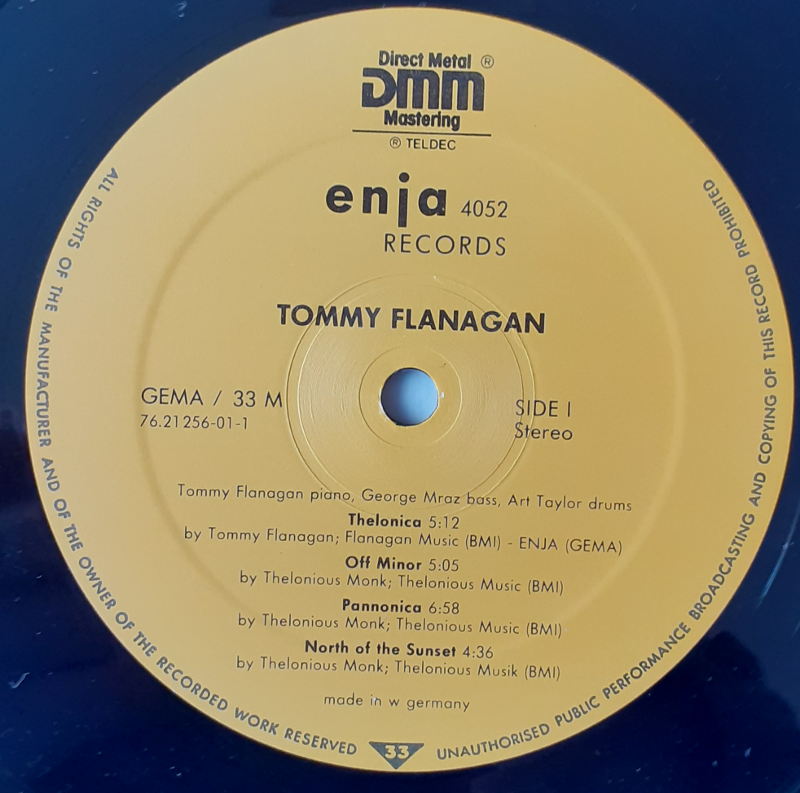 Direct Metal ®
DMM
Mastering
® TELDEC
enja 4052
RECORDS
TOMMY FLANAGAN
GEMA / 33 M
76.21256-01-1
SIDE I
Stereo
Tommy Flanagan piano, George Mraz bass, Art Taylor drums
Thelonica 5:12
by Tommy Flanagan; Flanagan Music (BMI) - ENJA (GEMA)
Off Minor 5:05
by Thelonious Monk; Thelonious Music (BMI)
Pannonica 6:58
by Thelonious Monk; Thelonious Music (BMI)
North of the Sunset 4:36
by Thelonious Monk; Thelonious Musik (BMI)
made in w germany
ALL RIGHTS OF THE MANUFACTURER AND OF THE OWNER OF THE RECORDED WORK RESERVED
33
UNAUTHORISED PUBLIC PERFORMANCE BROADCASTING AND COPYING OF THIS RECORD PROHIBITED